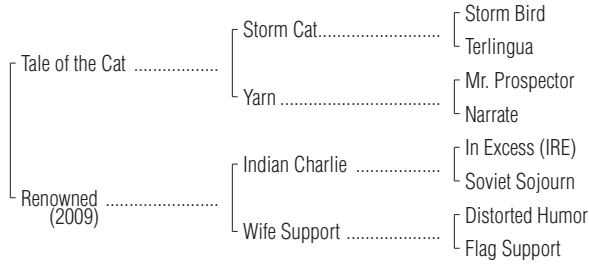 Storm Bird
Storm Cat..........................
Terlingua
Tale of the Cat ..................
Mr. Prospector
Yarn ..................................
Narrate
In Excess (IRE)
Indian Charlie ..................
Soviet Sojourn
Renowned ........................
(2009)
Distorted Humor
Wife Support ....................
Flag Support